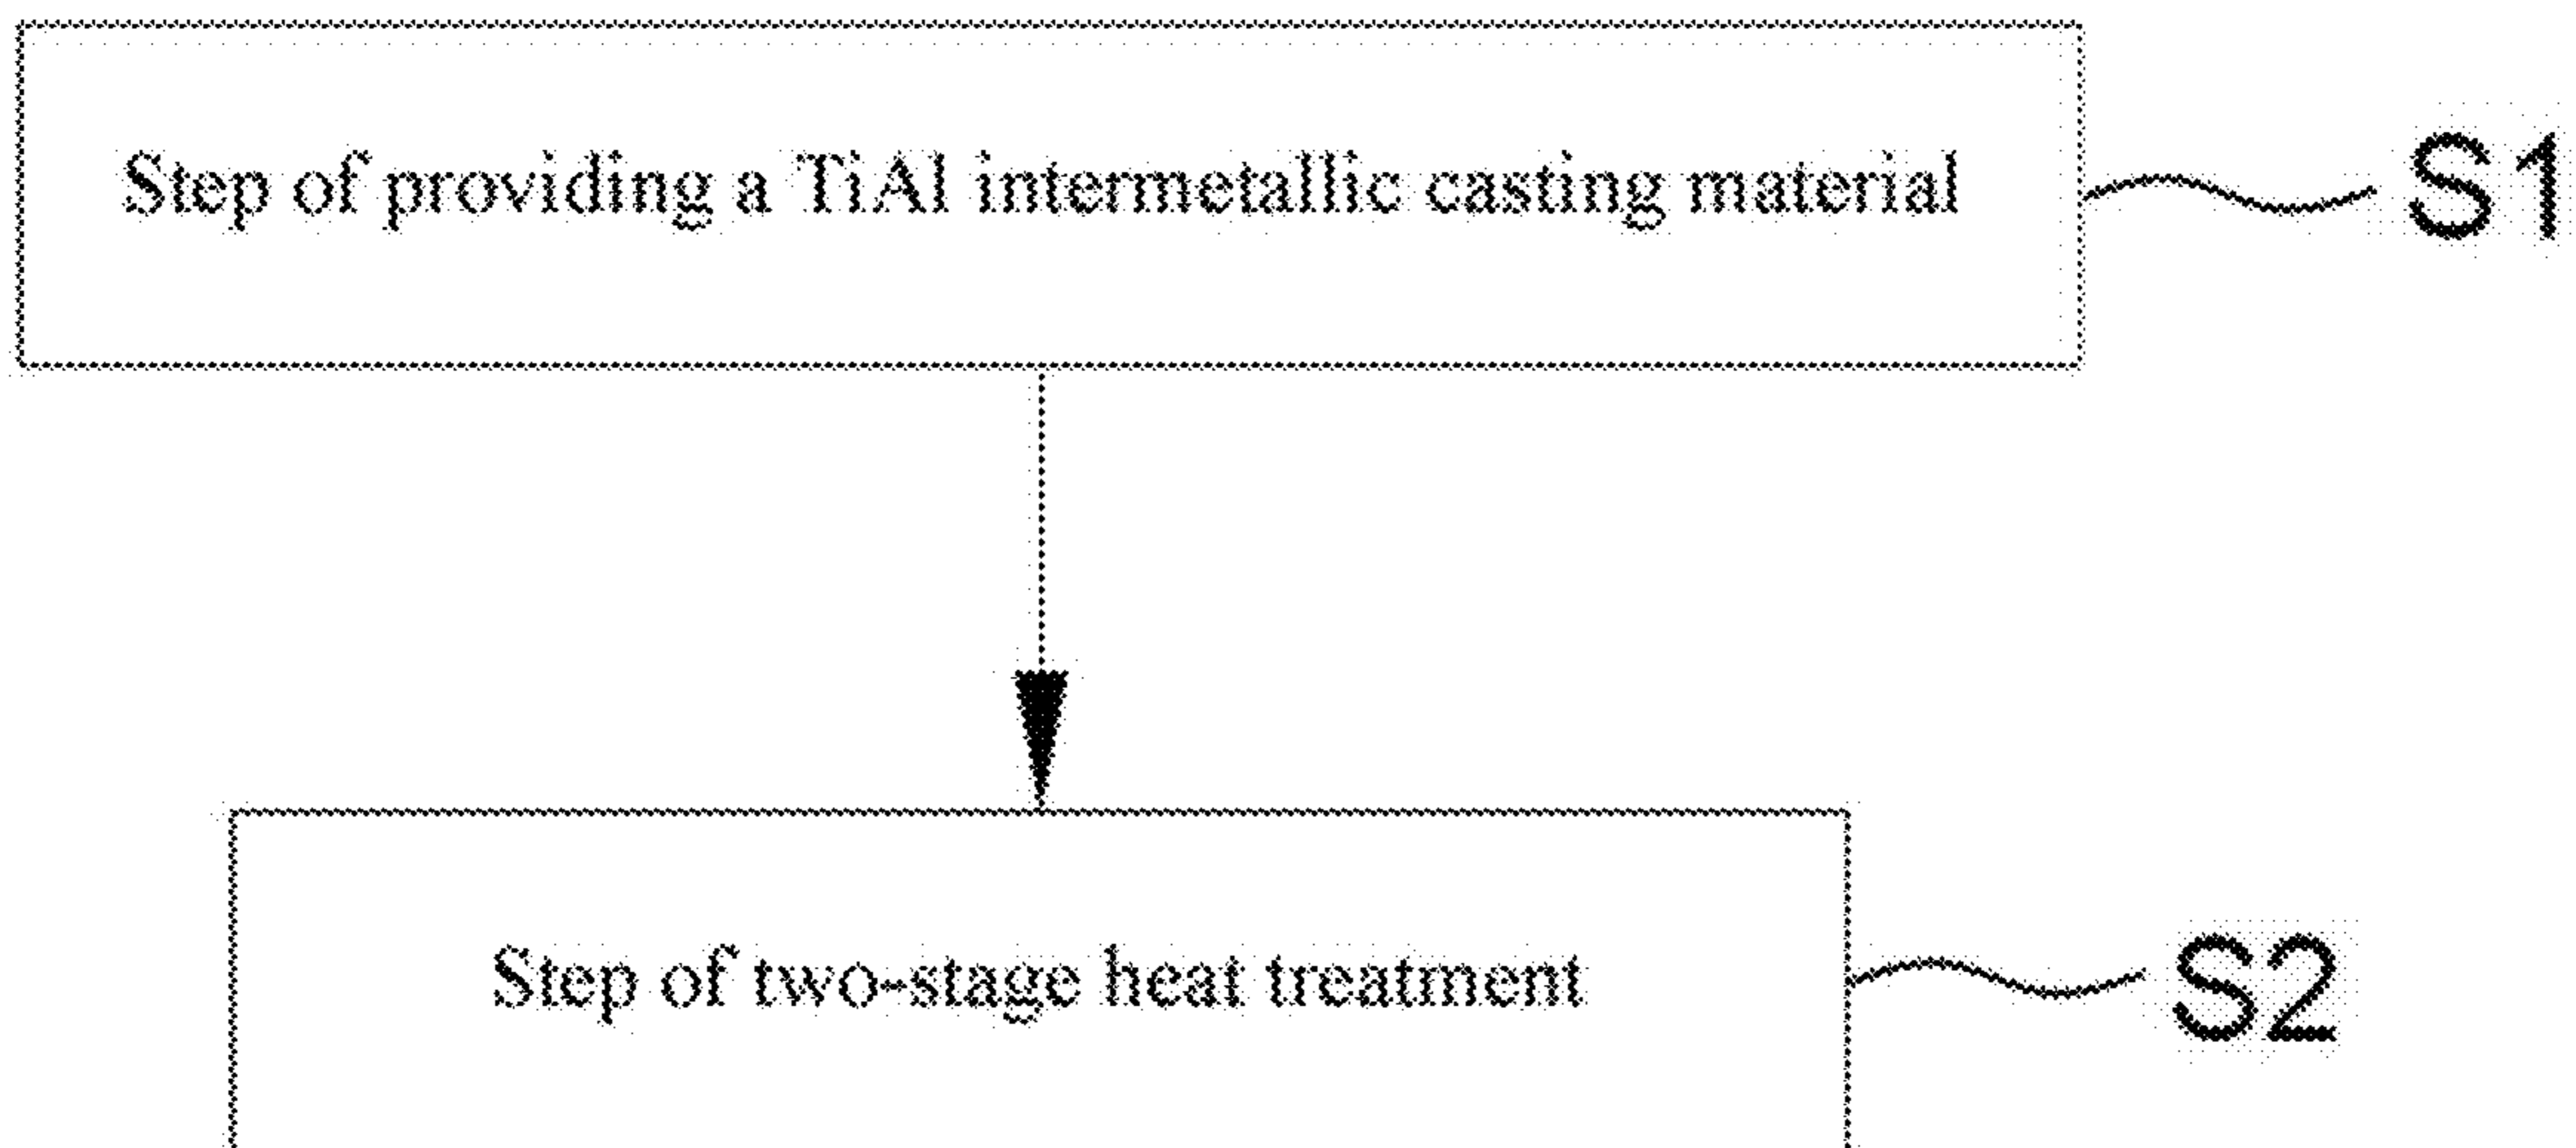 Step of providing a TiAl intermetallic casting material S1
Step of two-stage heat treatment S2